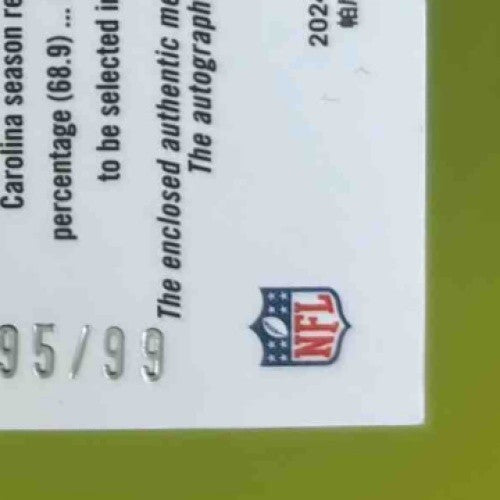 Carolina season re
percentage (68.9) ...
to be selected i
The enclosed authentic me
The autograph
202
95/99
NFL